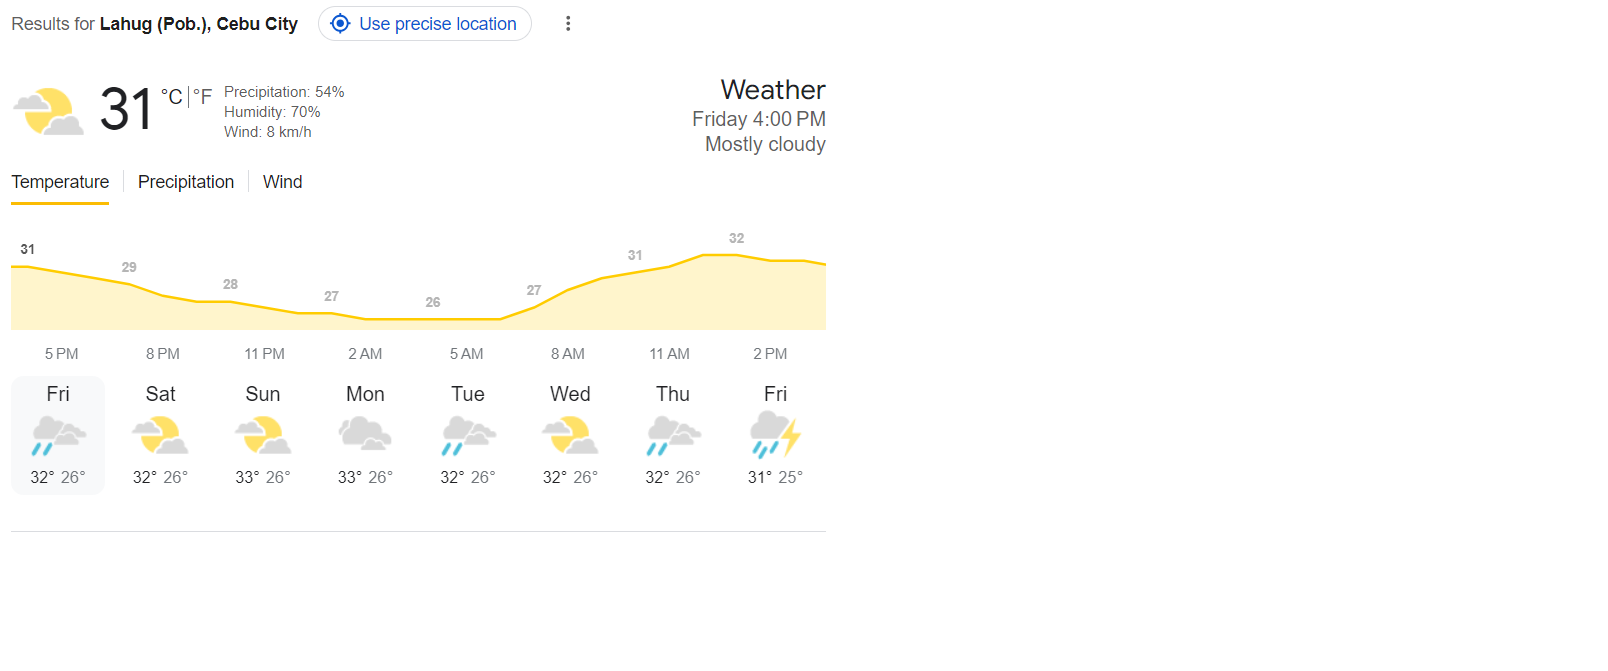 Results for Lahug (Pob.), Cebu City Use precise location
31 °C | °F
Precipitation: 54%
Humidity: 70%
Wind: 8 km/h
Weather
Friday 4:00 PM
Mostly cloudy
Temperature Precipitation Wind
31 29 28 27 26 27 31 32
5 PM 8 PM 11 PM 2 AM 5 AM 8 AM 11 AM 2 PM
Fri Sat Sun Mon Tue Wed Thu Fri
32° 26° 32° 26° 33° 26° 33° 26° 32° 26° 32° 26° 32° 26° 31° 25°